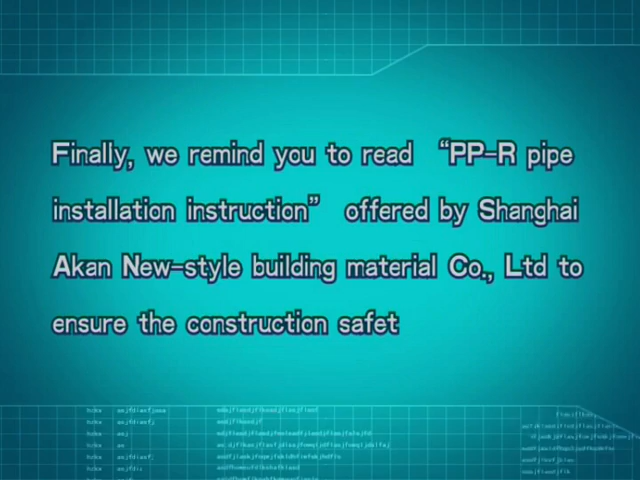 Finally, we remind you to read “PP-R pipe
installation instruction” offered by Shanghai
Akan New-style building material Co., Ltd to
ensure the construction safet